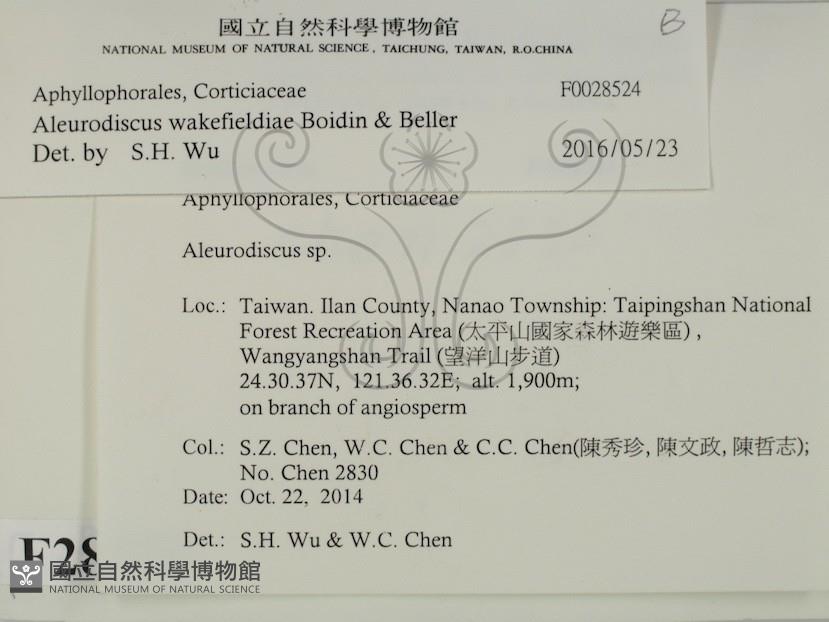 國立自然科學博物館
B
NATIONAL MUSEUM OF NATURAL SCIENCE, TAICHUNG, TAIWAN, R.O.CHINA
Aphyllophorales, Corticiaceae F0028524
Aleurodiscus wakefieldiae Boidin & Beller
Det. by S.H. Wu 2016/05/23
Aphyllophorales, Corticiaceae
Aleurodiscus sp.
Loc.: Taiwan. Ilan County, Nanao Township: Taipingshan National
Forest Recreation Area (太平山國家森林遊樂區) ,
Wangyangshan Trail (望洋山步道)
24.30.37N, 121.36.32E; alt. 1,900m;
on branch of angiosperm
Col.: S.Z. Chen, W.C. Chen & C.C. Chen(陳秀珍, 陳文政, 陳哲志);
No. Chen 2830
Date: Oct. 22, 2014
Det.: S.H. Wu & W.C. Chen
F28
國立自然科學博物館
NATIONAL MUSEUM OF NATURAL SCIENCE